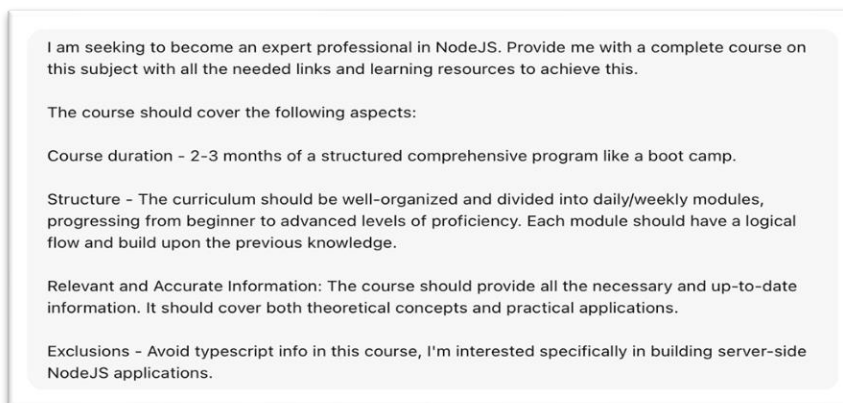 I am seeking to become an expert professional in NodeJS. Provide me with a complete course on
this subject with all the needed links and learning resources to achieve this.
The course should cover the following aspects:
Course duration - 2-3 months of a structured comprehensive program like a boot camp.
Structure - The curriculum should be well-organized and divided into daily/weekly modules,
progressing from beginner to advanced levels of proficiency. Each module should have a logical
flow and build upon the previous knowledge.
Relevant and Accurate Information: The course should provide all the necessary and up-to-date
information. It should cover both theoretical concepts and practical applications.
Exclusions - Avoid typescript info in this course, I'm interested specifically in building server-side
NodeJS applications.